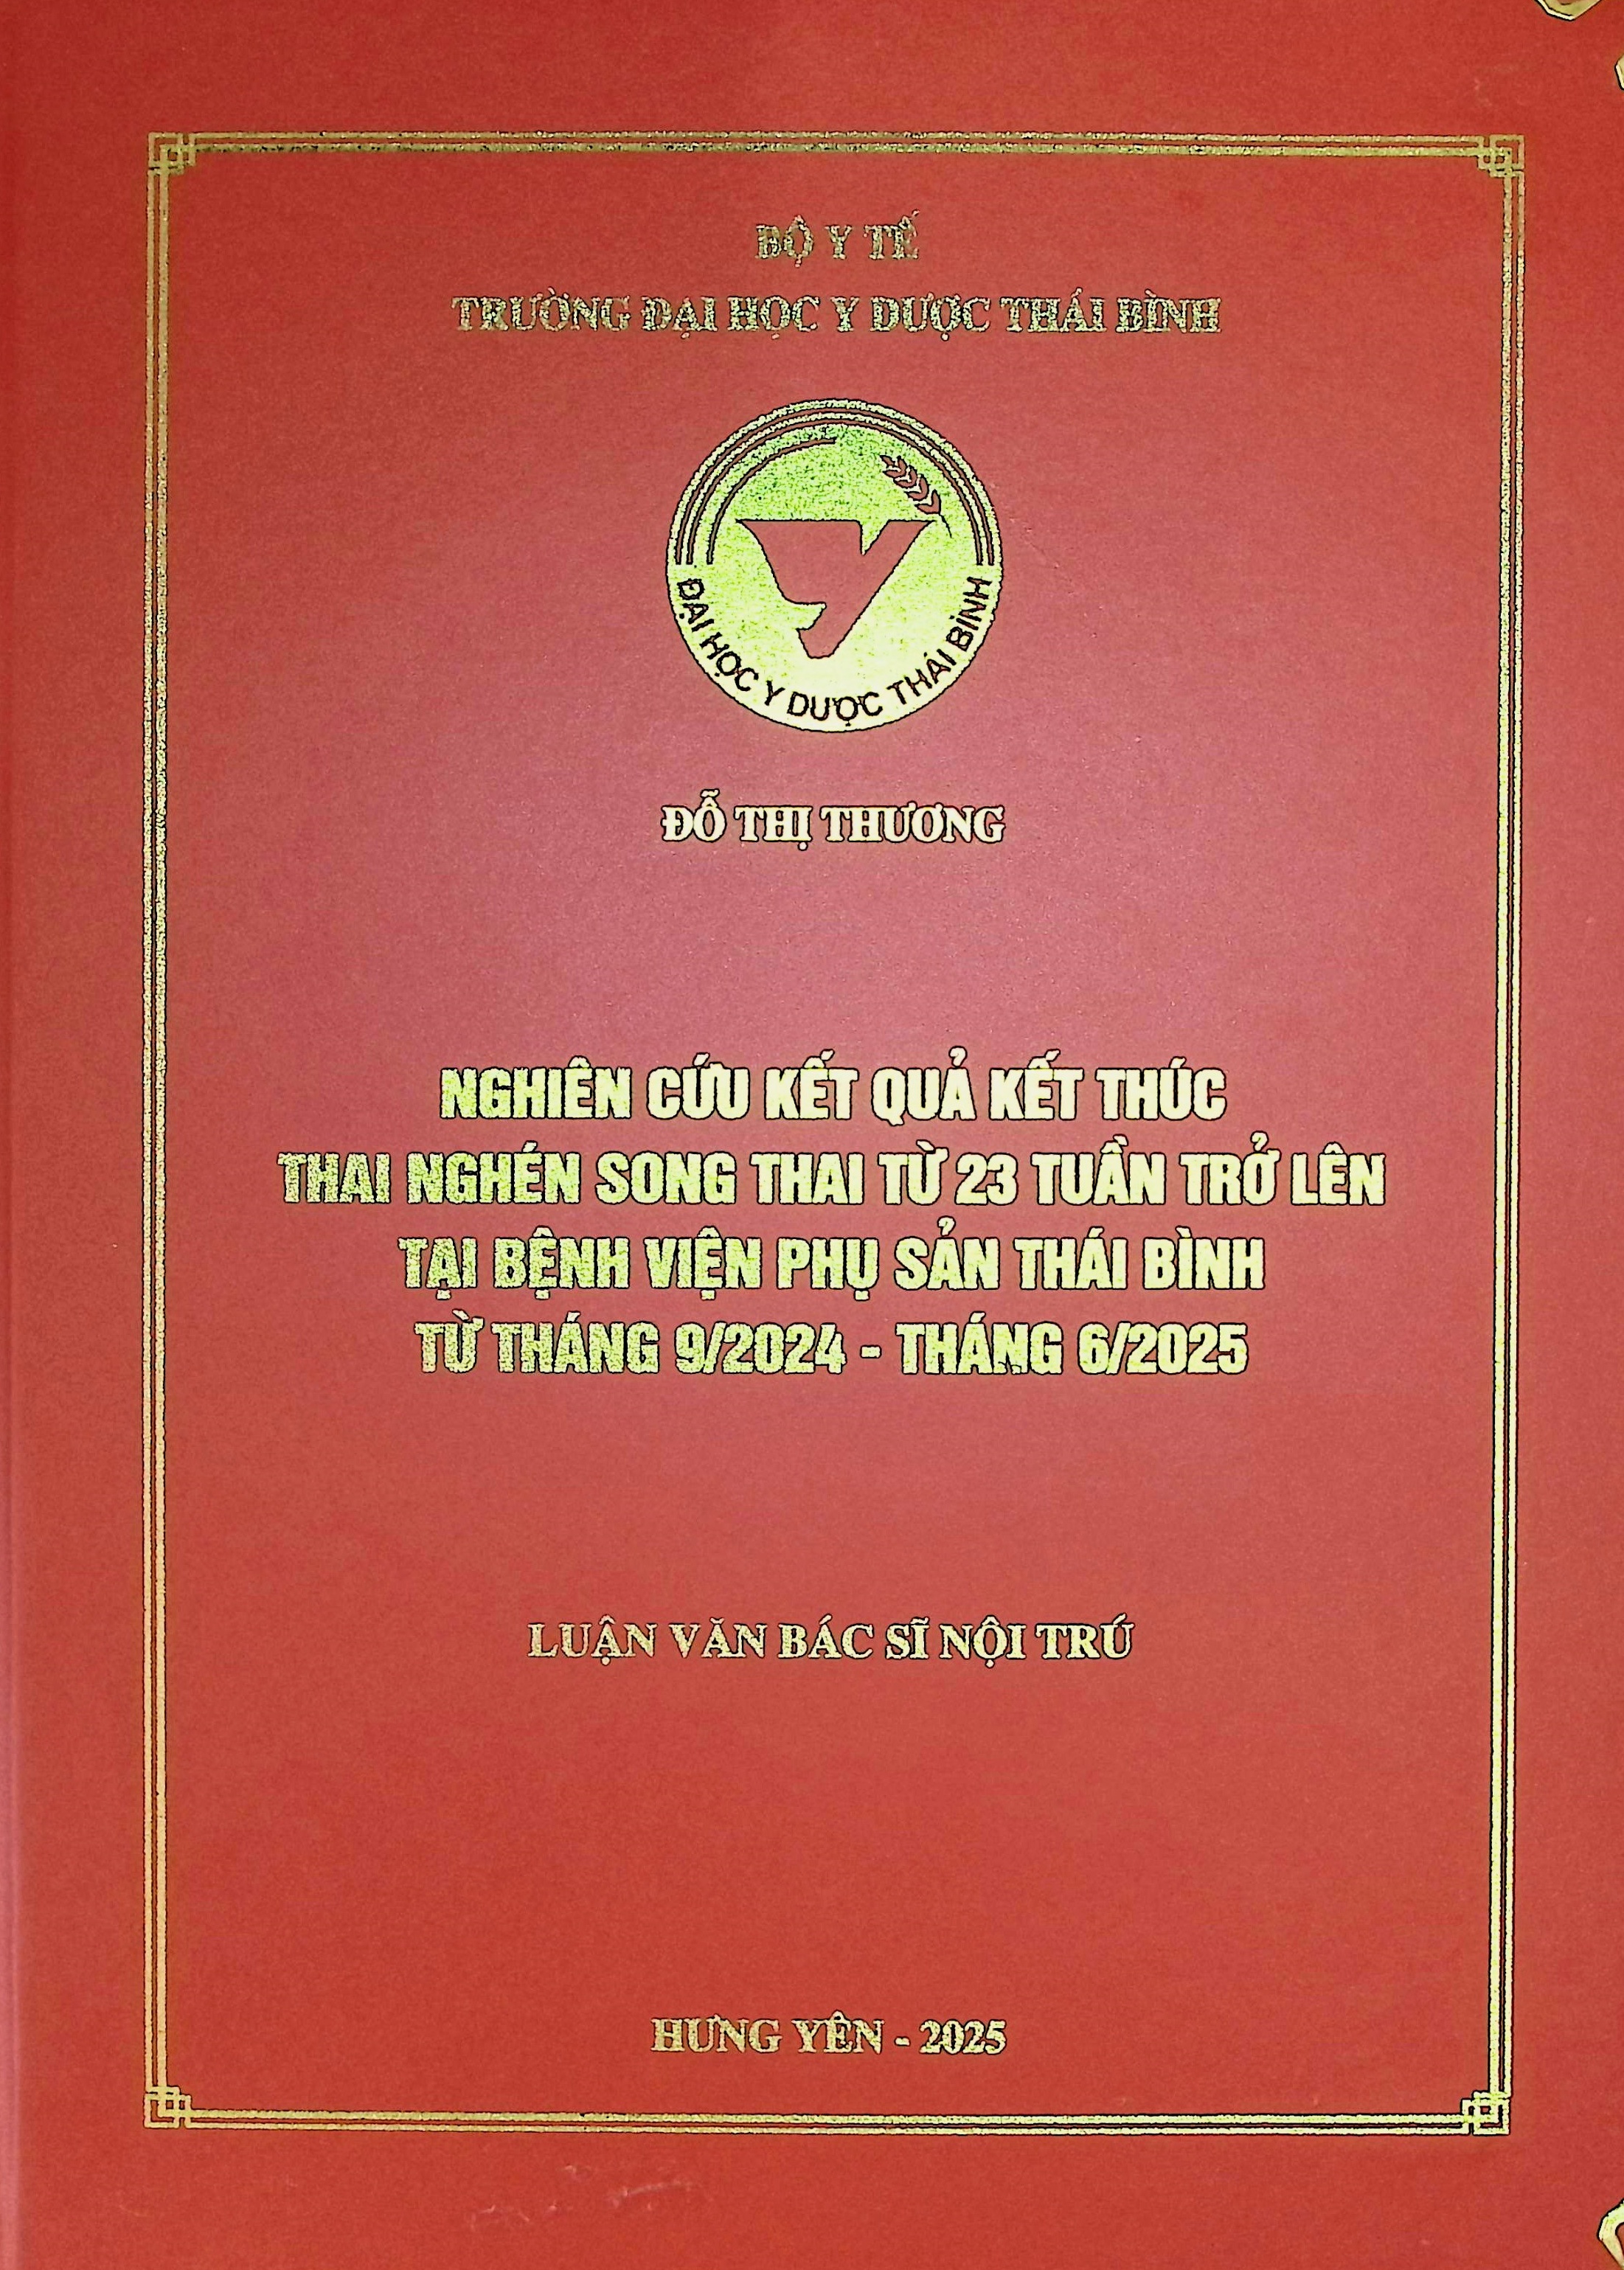 BỘ Y TẾ
TRƯỜNG ĐẠI HỌC Y DƯỢC THÁI BÌNH
ĐẠI HỌC Y DƯỢC THÁI BÌNH
ĐỖ THỊ THƯƠNG
NGHIÊN CỨU KẾT QUẢ KẾT THÚC
THAI NGHÉN SONG THAI TỪ 23 TUẦN TRỞ LÊN
TẠI BỆNH VIỆN PHỤ SẢN THÁI BÌNH
TỪ THÁNG 9/2024 - THÁNG 6/2025
LUẬN VĂN BÁC SĨ NỘI TRÚ
HƯNG YÊN - 2025